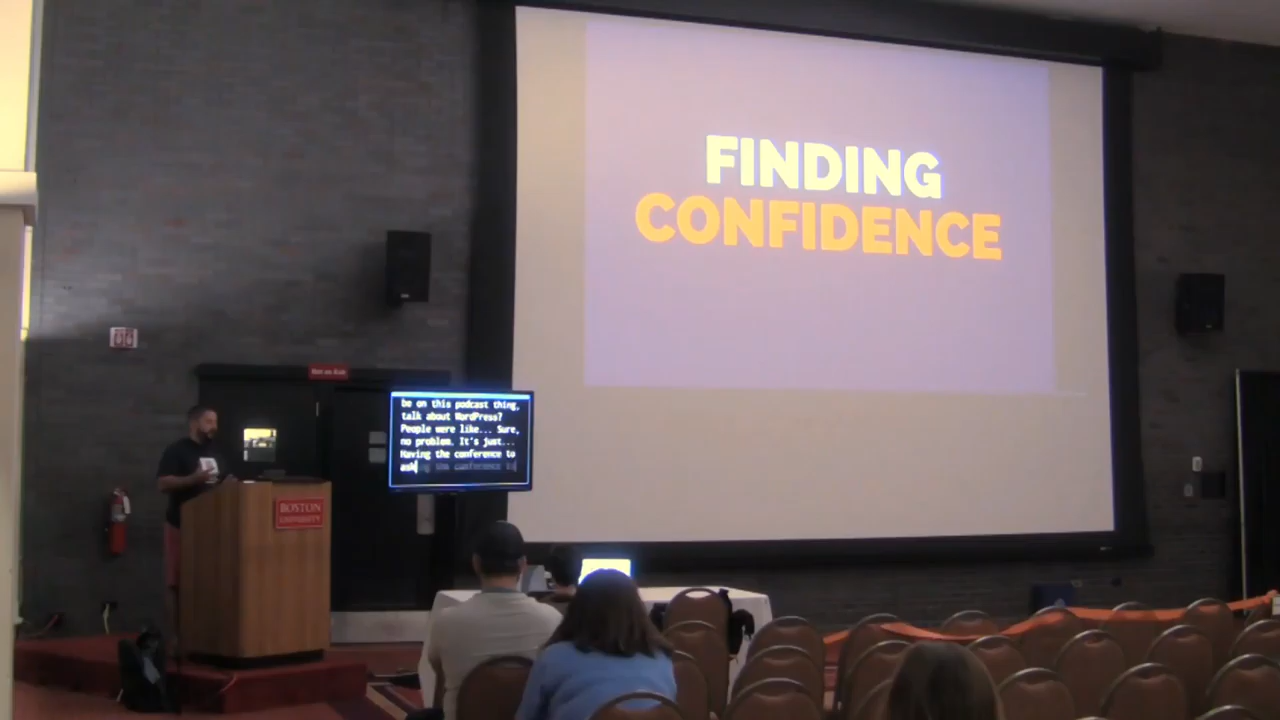 FINDING
CONFIDENCE
be on this podcast thing,
talk about WordPress?
People were like... Sure,
no problem. It's just...
Having the conference to
ask
BOSTON
UNIVERSITY